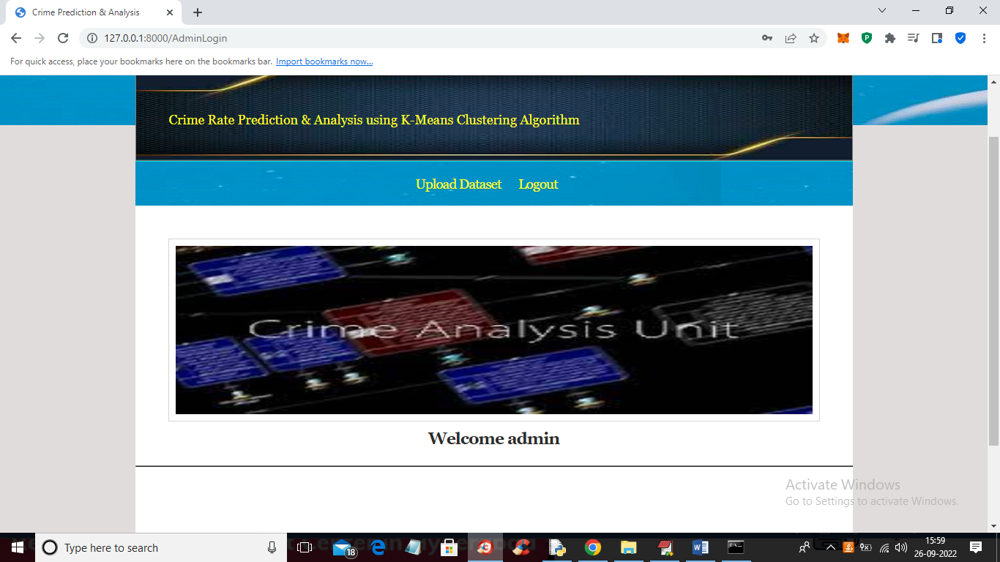 Crime Prediction & Analysis
127.0.0.1:8000/AdminLogin
P
For quick access, place your bookmarks here on the bookmarks bar. Import bookmarks now...
Crime Rate Prediction & Analysis using K-Means Clustering Algorithm
Upload Dataset Logout
Crime Analysis Unit
Welcome admin
Activate Windows
Go to Settings to activate Windows.
Type here to search
18
15:59
26-09-2022